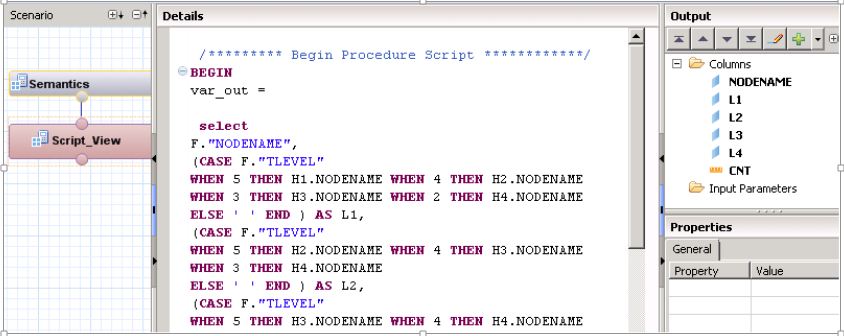 Scenario
Details
Output
/********* Begin Procedure Script ************/
BEGIN
var_out =
select
F."NODENAME",
(CASE F."TLEVEL"
WHEN 5 THEN H1.NODENAME WHEN 4 THEN H2.NODENAME
WHEN 3 THEN H3.NODENAME WHEN 2 THEN H4.NODENAME
ELSE ' ' END ) AS L1,
(CASE F."TLEVEL"
WHEN 5 THEN H2.NODENAME WHEN 4 THEN H3.NODENAME
WHEN 3 THEN H4.NODENAME
ELSE ' ' END ) AS L2,
(CASE F."TLEVEL"
WHEN 5 THEN H3.NODENAME WHEN 4 THEN H4.NODENAME
Semantics
Script_View
Columns
NODENAME
L1
L2
L3
L4
CNT
Input Parameters
Properties
General
Property Value